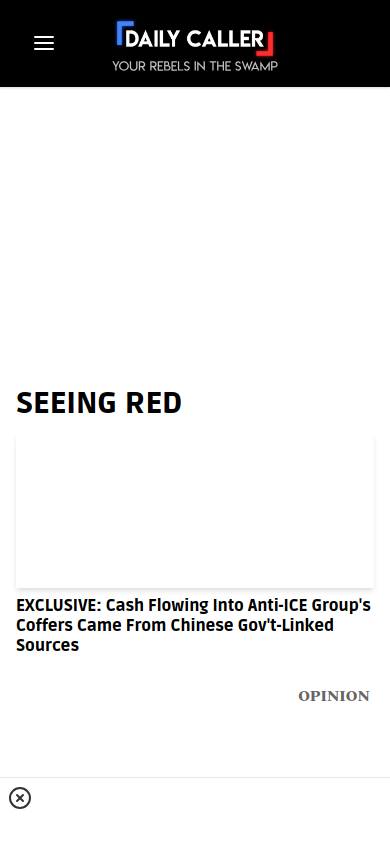 DAILY CALLER
YOUR REBELS IN THE SWAMP
SEEING RED
EXCLUSIVE: Cash Flowing Into Anti-ICE Group's
Coffers Came From Chinese Gov't-Linked
Sources
OPINION